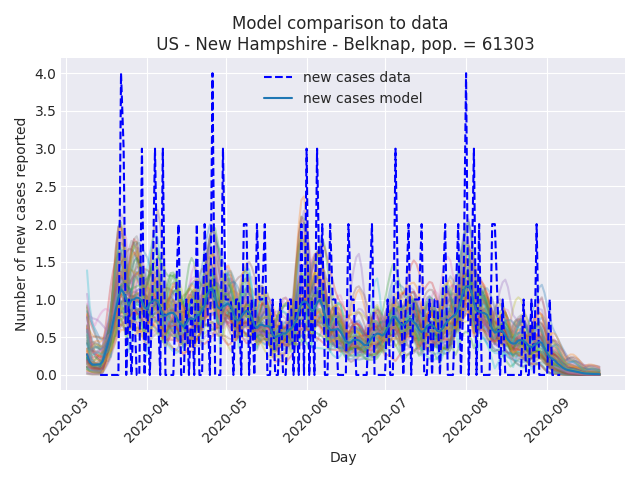 Model comparison to data
US - New Hampshire - Belknap, pop. = 61303
new cases data
new cases model
Number of new cases reported
4.0
3.5
3.0
2.5
2.0
1.5
1.0
0.5
0.0
2020-03
2020-04
2020-05
2020-06
2020-07
2020-08
2020-09
Day